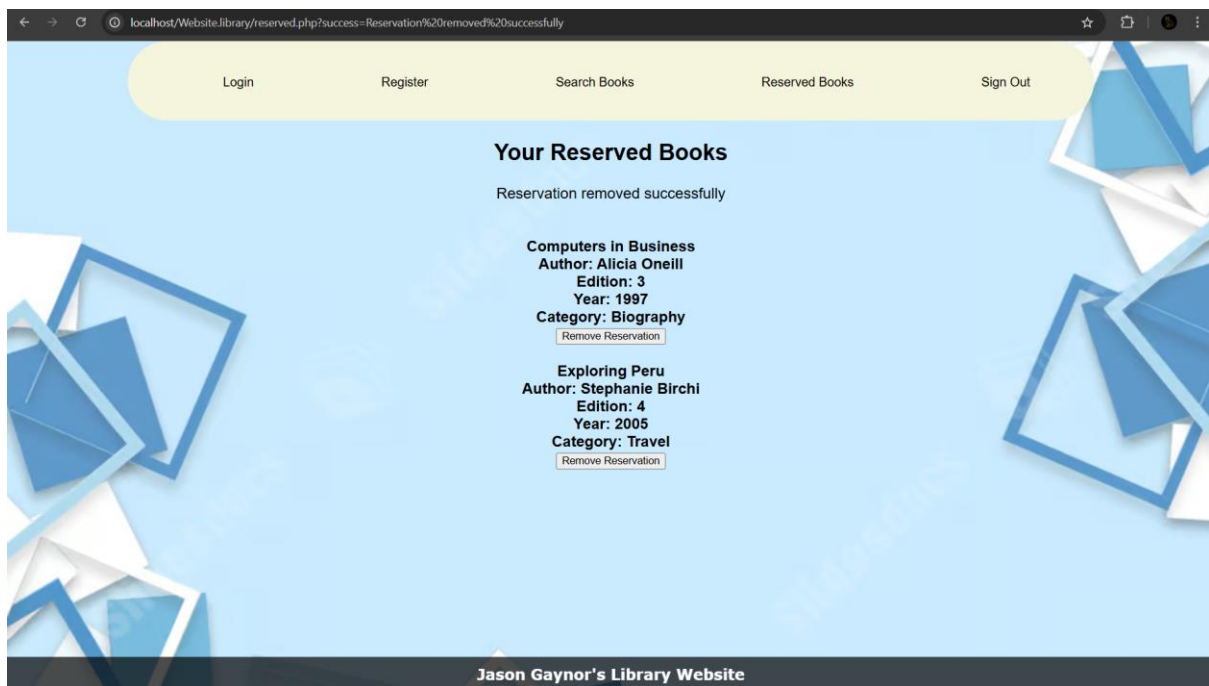 localhost/Website.library/reserved.php?success=Reservation%20removed%20successfully
Login Register Search Books Reserved Books Sign Out
Your Reserved Books
Reservation removed successfully
Computers in Business
Author: Alicia Oneill
Edition: 3
Year: 1997
Category: Biography
Remove Reservation
Exploring Peru
Author: Stephanie Birchi
Edition: 4
Year: 2005
Category: Travel
Remove Reservation
Jason Gaynor's Library Website